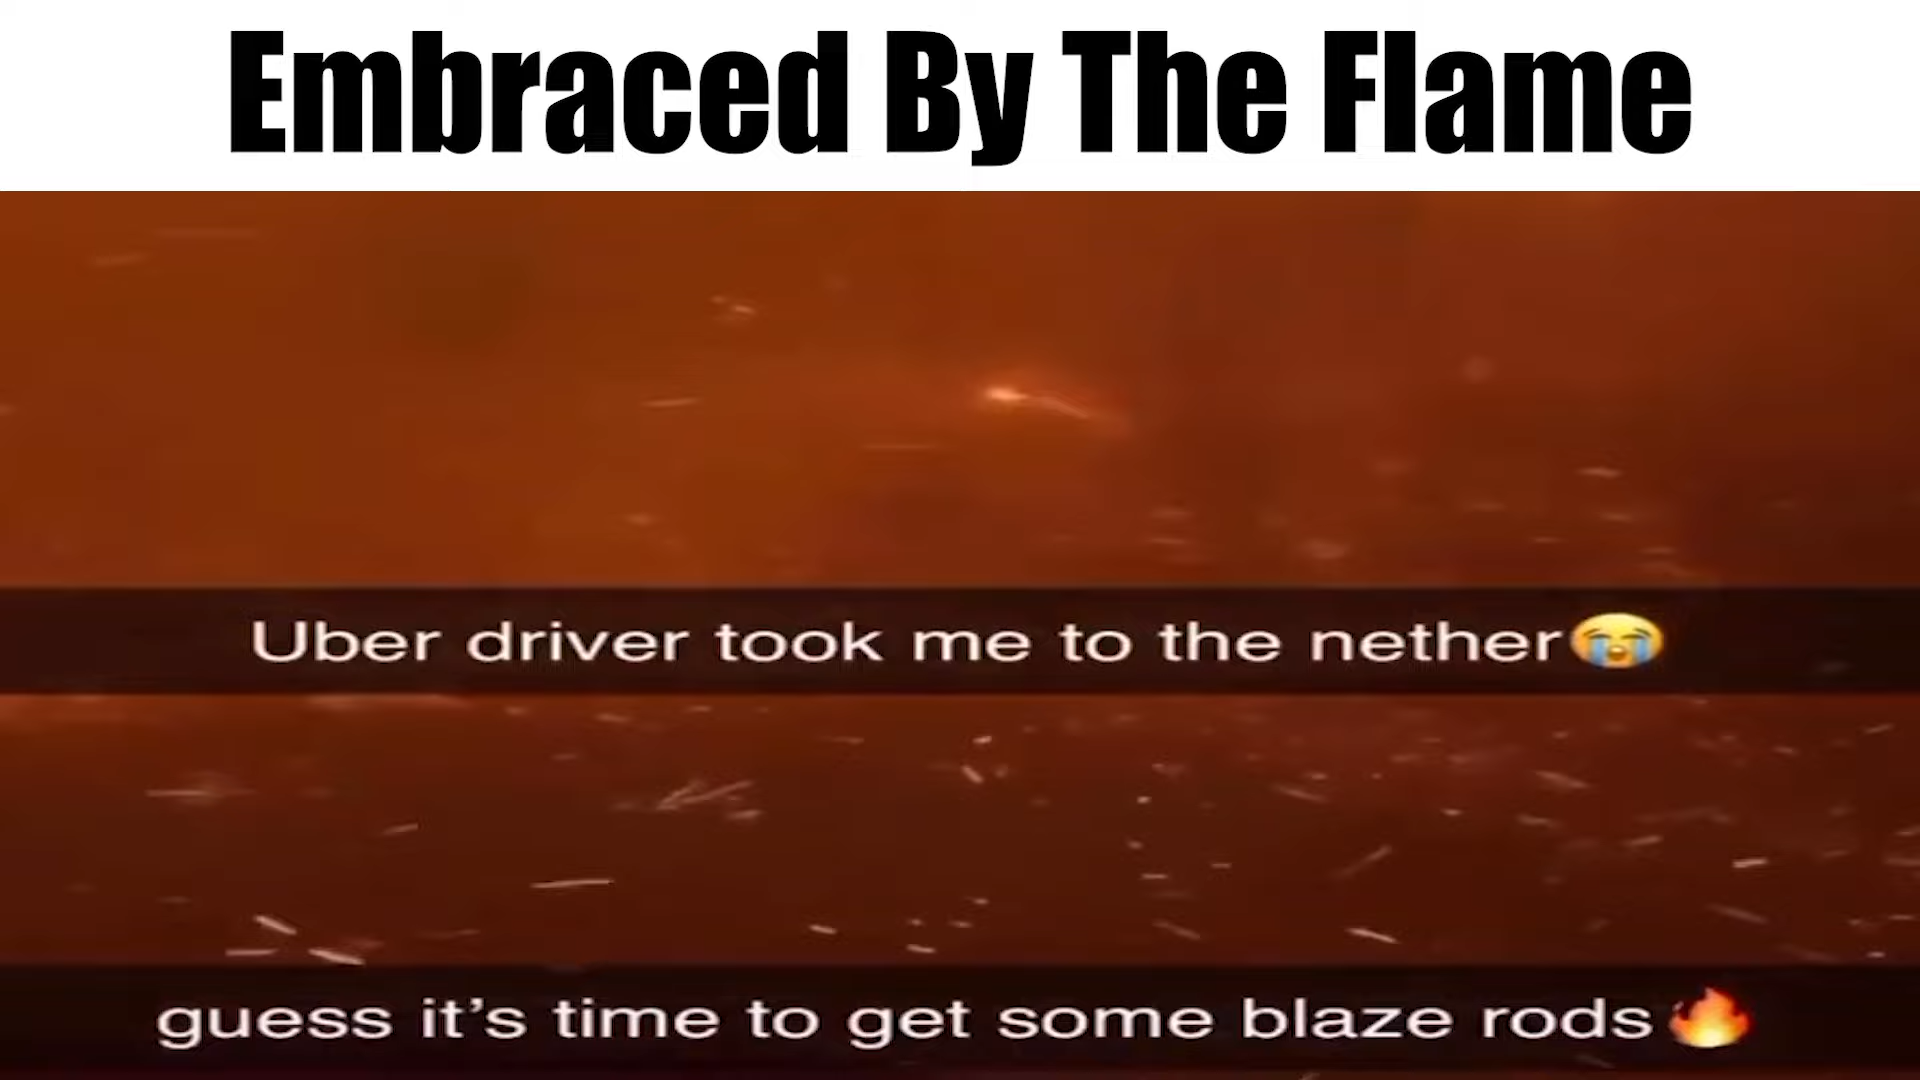 Embraced By The Flame
Uber driver took me to the nether😭
guess it’s time to get some blaze rods🔥